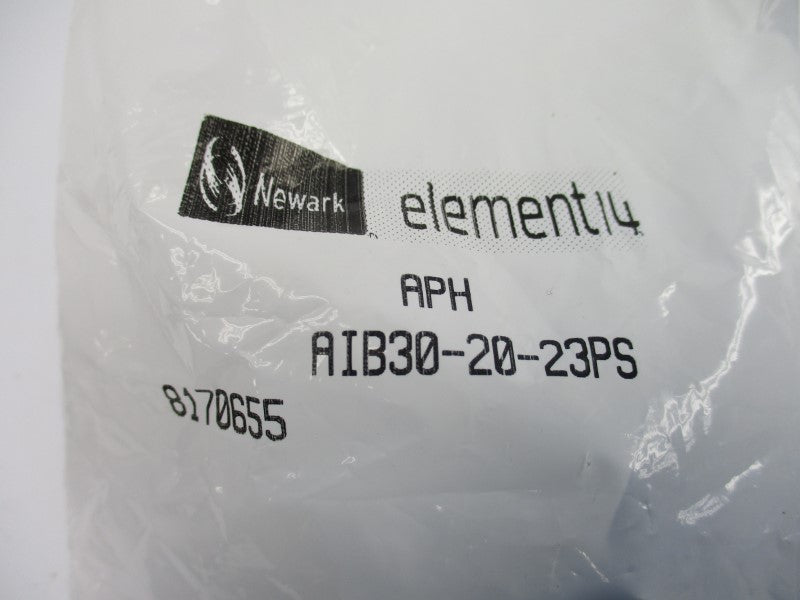 Newark element14
APH
AIB30-20-23PS
8170655